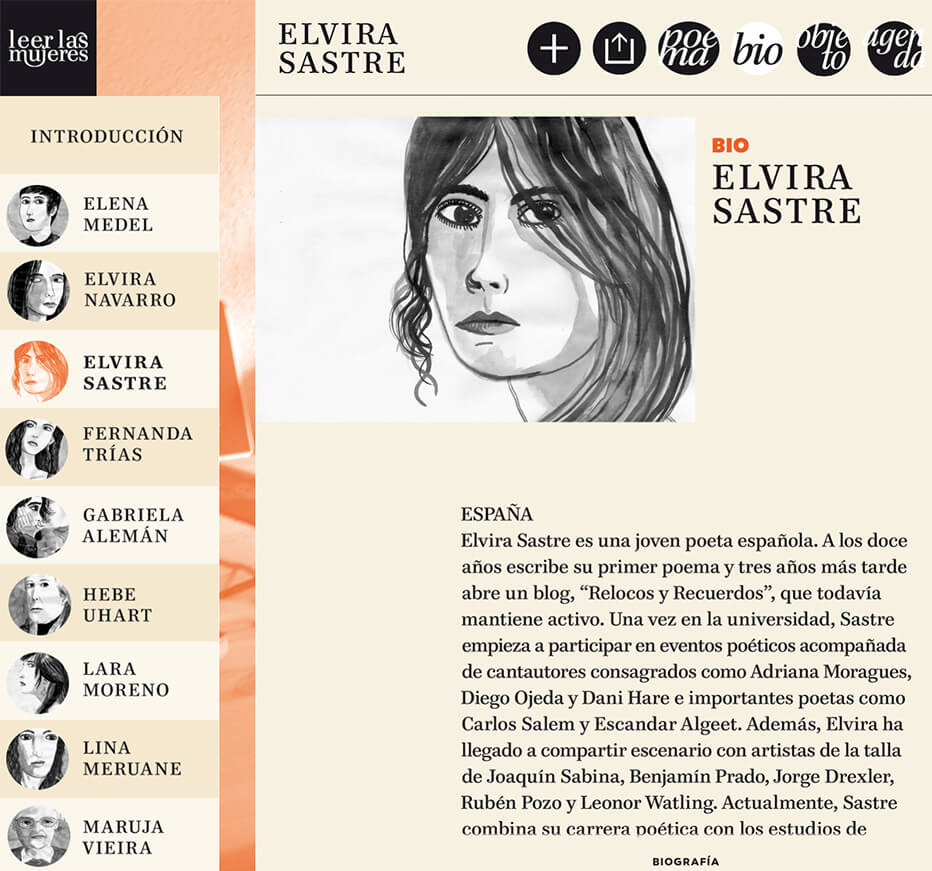 leer las
mujeres
ELVIRA
SASTRE
poe
ma
bio
obje
to
agen
da
INTRODUCCIÓN
ELENA
MEDEL
ELVIRA
NAVARRO
ELVIRA
SASTRE
FERNANDA
TRÍAS
GABRIELA
ALEMÁN
HEBE
UHART
LARA
MORENO
LINA
MERUANE
MARUJA
VIEIRA
BIO
ELVIRA
SASTRE
ESPAÑA
Elvira Sastre es una joven poeta española. A los doce
años escribe su primer poema y tres años más tarde
abre un blog, “Relocos y Recuerdos”, que todavía
mantiene activo. Una vez en la universidad, Sastre
empieza a participar en eventos poéticos acompañada
de cantautores consagrados como Adriana Moragues,
Diego Ojeda y Dani Hare e importantes poetas como
Carlos Salem y Escandar Algeet. Además, Elvira ha
llegado a compartir escenario con artistas de la talla
de Joaquín Sabina, Benjamín Prado, Jorge Drexler,
Rubén Pozo y Leonor Watling. Actualmente, Sastre
combina su carrera poética con los estudios de
BIOGRAFÍA